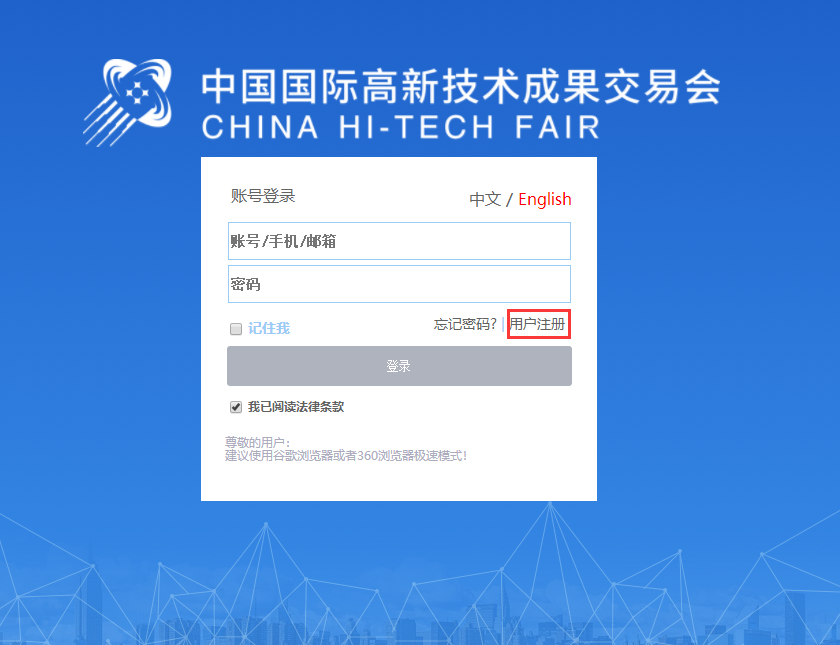 中国国际高新技术成果交易会
CHINA HI-TECH FAIR
账号登录
中文 / English
账号/手机/邮箱
密码
记住我
忘记密码? | 用户注册
登录
我已阅读法律条款
尊敬的用户：
建议使用谷歌浏览器或者360浏览器极速模式！